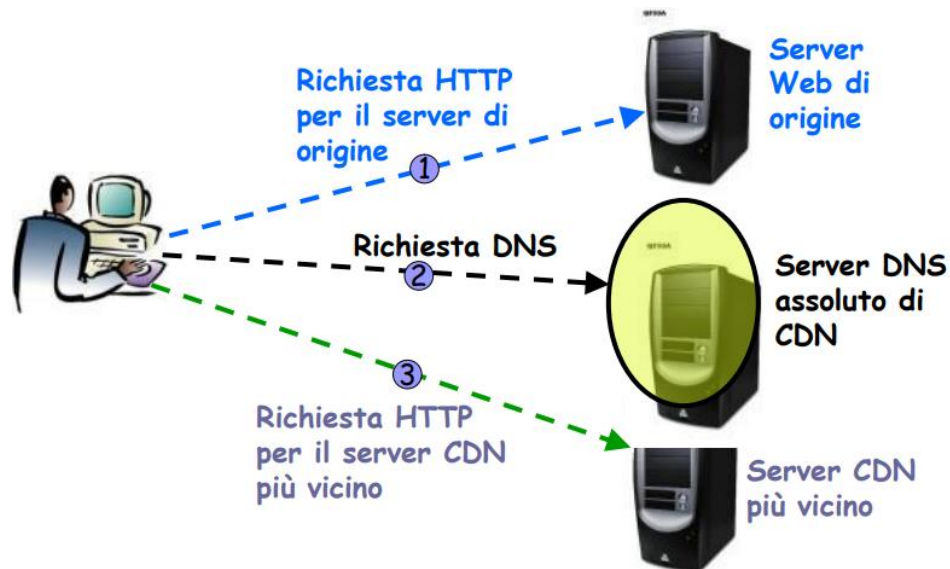 Richiesta HTTP
per il server di
origine
1
Server
Web di
origine
Richiesta DNS
2
Server DNS
assoluto di
CDN
3
Richiesta HTTP
per il server CDN
più vicino
Server CDN
più vicino